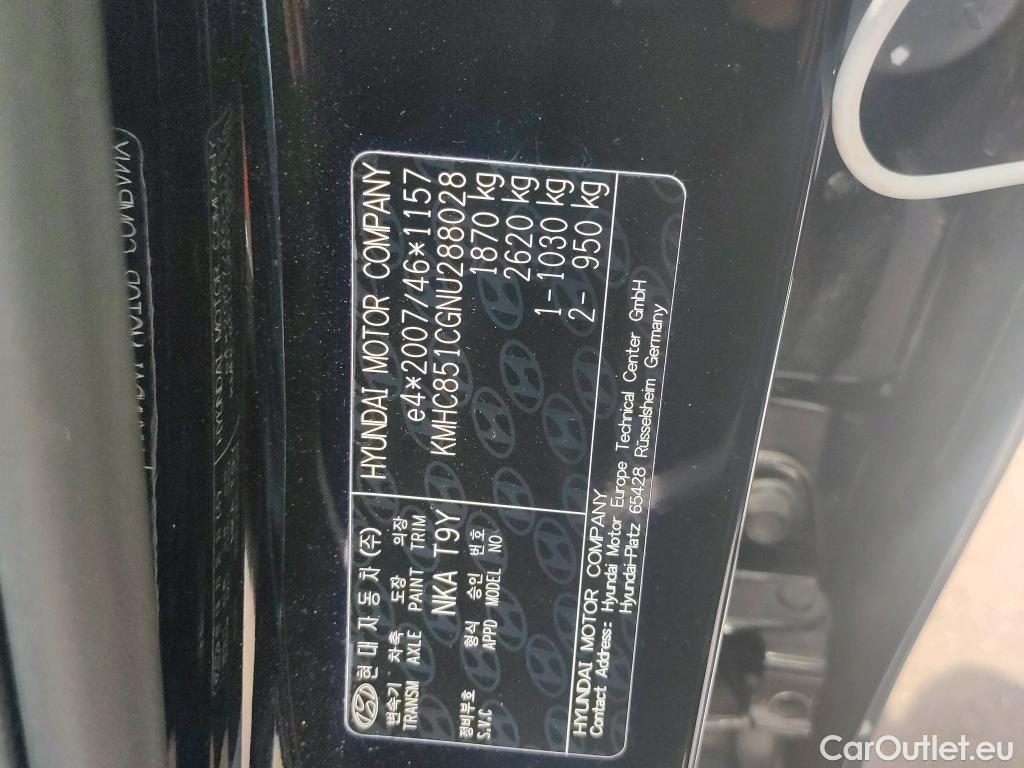 현대자동차(주) HYUNDAI MOTOR COMPANY
변속기 차축 도장 의장 e4*2007/46*1157
TRANSM AXLE PAINT TRIM KMHC851CGNU288028
NKA T9Y
정비부호 형식 승인 번호 1870 kg
S.V.C APPD MODEL NO. 2620 kg
1- 1030 kg
2- 950 kg
HYUNDAI MOTOR COMPANY
Contact Address: Hyundai Motor Europe Technical Center GmbH
Hyundai-Platz 65428 Rüsselsheim Germany
CarOutlet.eu